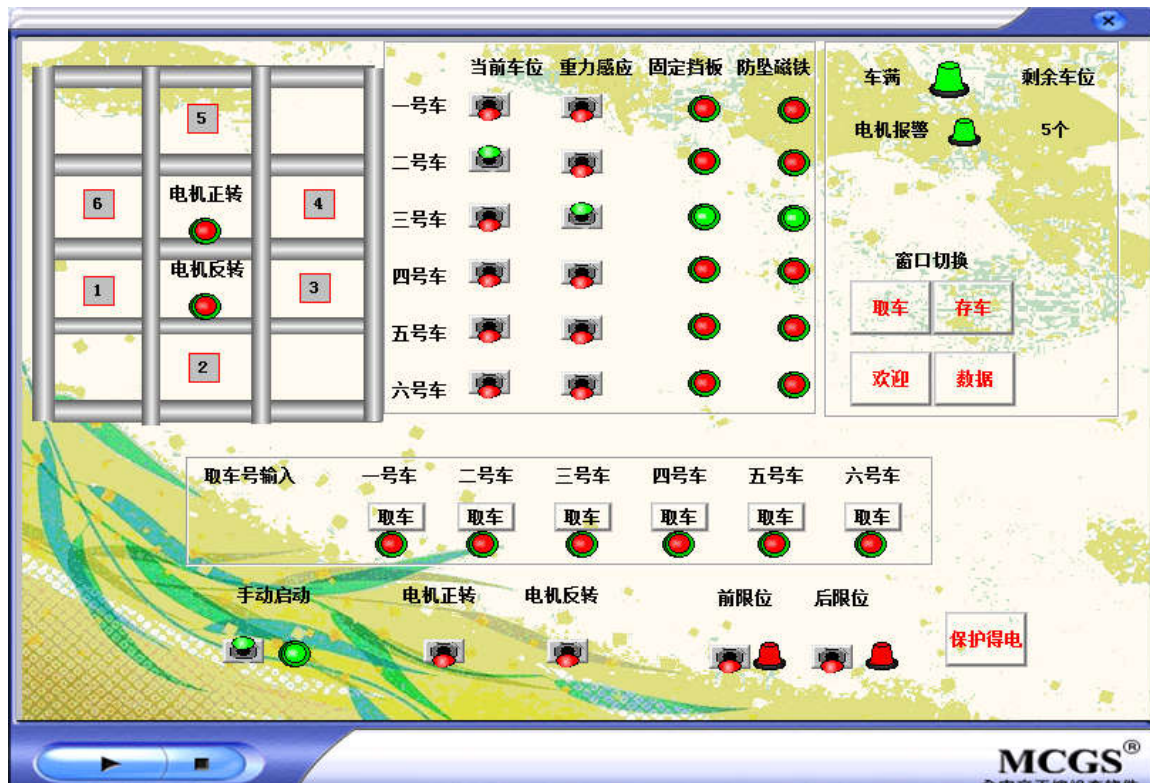 5
6
电机正转
4
电机反转
1
3
2
当前车位 重力感应 固定挡板 防坠磁铁
一号车
二号车
三号车
四号车
五号车
六号车
车满 剩余车位
电机报警 5个
窗口切换
取车 存车
欢迎 数据
取车号输入 一号车 二号车 三号车 四号车 五号车 六号车
取车 取车 取车 取车 取车 取车
手动启动 电机正转 电机反转 前限位 后限位
保护得电
MCGS®